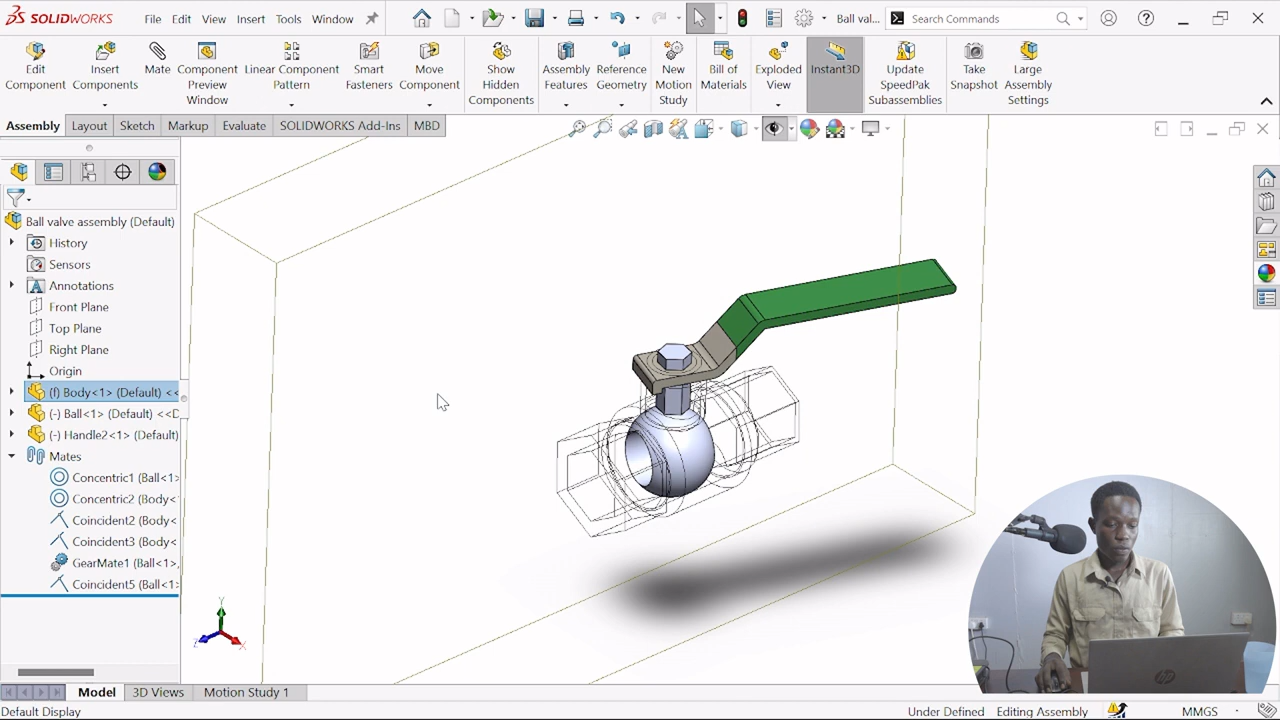 SOLIDWORKS File Edit View Insert Tools Window Ball val... Search Commands
Edit Component
Insert Components
Mate
Component Preview Window
Linear Component Pattern
Smart Fasteners
Move Component
Show Hidden Components
Assembly Features
Reference Geometry
New Motion Study
Bill of Materials
Exploded View
Instant3D
Update SpeedPak Subassemblies
Take Snapshot
Large Assembly Settings
Assembly Layout Sketch Markup Evaluate SOLIDWORKS Add-Ins MBD
Ball valve assembly (Default)
History
Sensors
Annotations
Front Plane
Top Plane
Right Plane
Origin
(f) Body<1> (Default) <<
(-) Ball<1> (Default) <<D
(-) Handle2<1> (Default)
Mates
Concentric1 (Ball<1>
Concentric2 (Body<
Coincident2 (Body<
Coincident3 (Body<
GearMate1 (Ball<1>,
Coincident5 (Ball<1>
Y
Z
X
hp
Model 3D Views Motion Study 1
Default Display Under Defined Editing Assembly MMGS